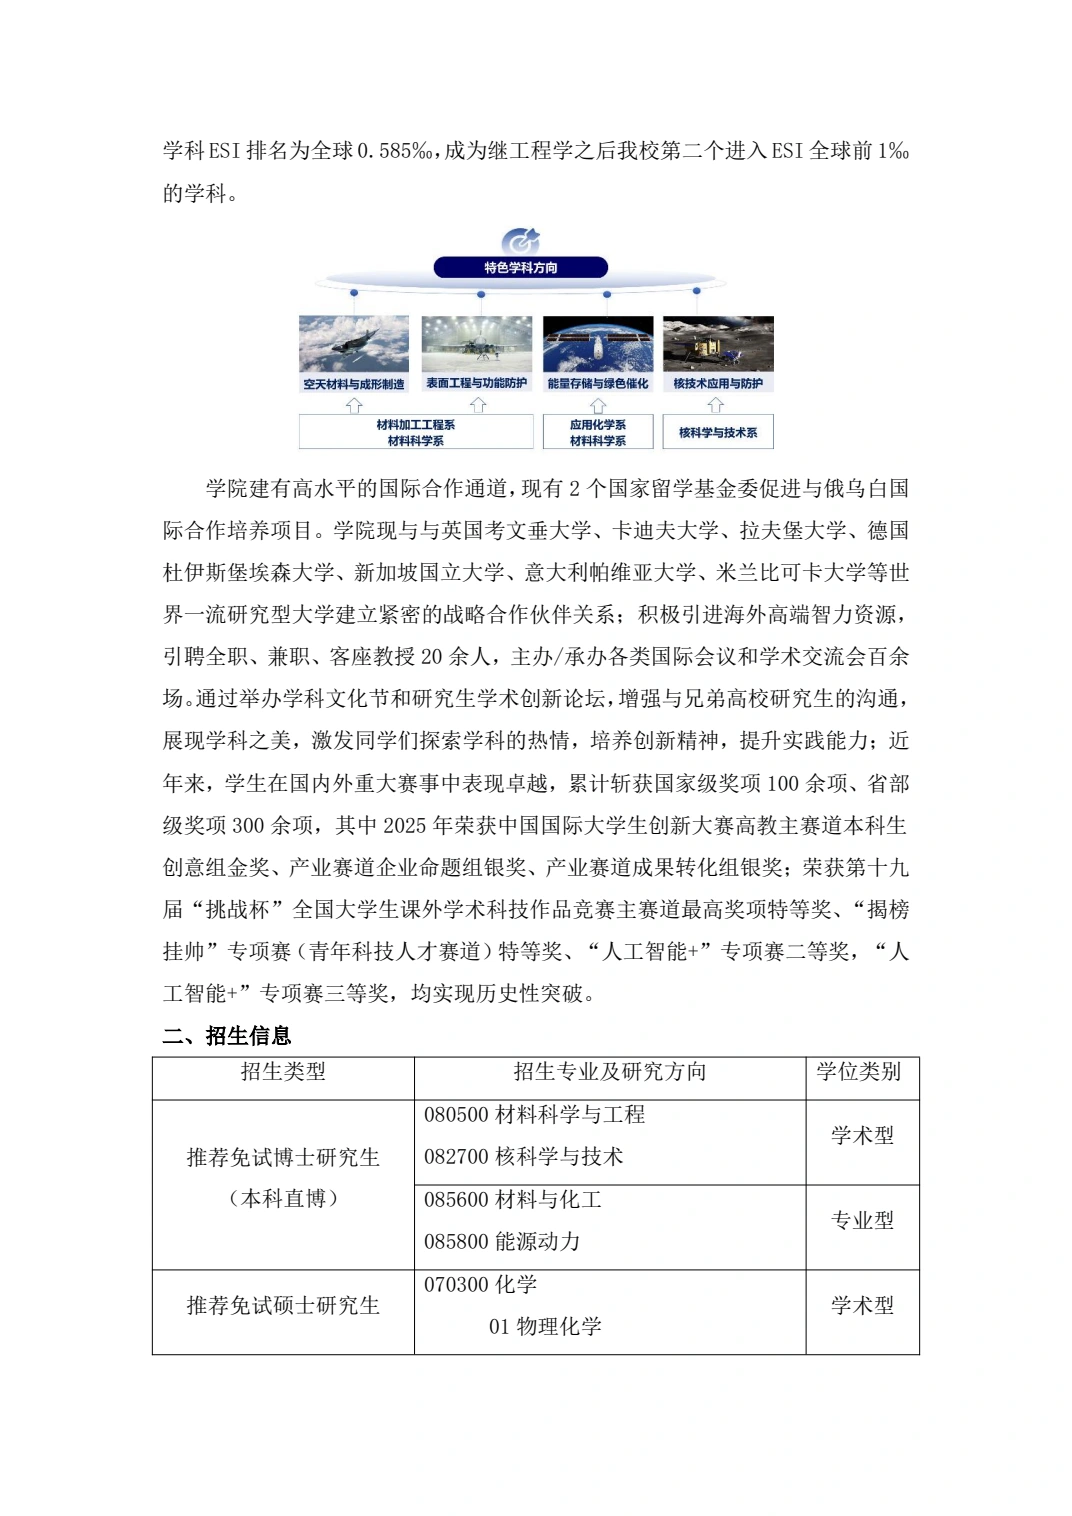 学科 ESI 排名为全球 0.585‰，成为继工程学之后我校第二个进入 ESI 全球前 1‰
的学科。
特色学科方向
空天材料与成形制造 表面工程与功能防护 能量存储与绿色催化 核技术应用与防护
材料加工工程系
材料科学系
应用化学系
材料科学系
核科学与技术系
学院建有高水平的国际合作通道，现有 2 个国家留学基金委促进与俄乌白国
际合作培养项目。学院现与与英国考文垂大学、卡迪夫大学、拉夫堡大学、德国
杜伊斯堡埃森大学、新加坡国立大学、意大利帕维亚大学、米兰比可卡大学等世
界一流研究型大学建立紧密的战略合作伙伴关系；积极引进海外高端智力资源，
引聘全职、兼职、客座教授 20 余人，主办/承办各类国际会议和学术交流会百余
场。通过举办学科文化节和研究生学术创新论坛，增强与兄弟高校研究生的沟通，
展现学科之美，激发同学们探索学科的热情，培养创新精神，提升实践能力；近
年来，学生在国内外重大赛事中表现卓越，累计斩获国家级奖项 100 余项、省部
级奖项 300 余项，其中 2025 年荣获中国国际大学生创新大赛高教主赛道本科生
创意组金奖、产业赛道企业命题组银奖、产业赛道成果转化组银奖；荣获第十九
届“挑战杯”全国大学生课外学术科技作品竞赛主赛道最高奖项特等奖、“揭榜
挂帅”专项赛（青年科技人才赛道）特等奖、“人工智能+”专项赛二等奖，“人
工智能+”专项赛三等奖，均实现历史性突破。
二、招生信息
招生类型 招生专业及研究方向 学位类别
推荐免试博士研究生
（本科直博）
080500 材料科学与工程
082700 核科学与技术
学术型
085600 材料与化工
085800 能源动力
专业型
推荐免试硕士研究生
070300 化学
01 物理化学
学术型